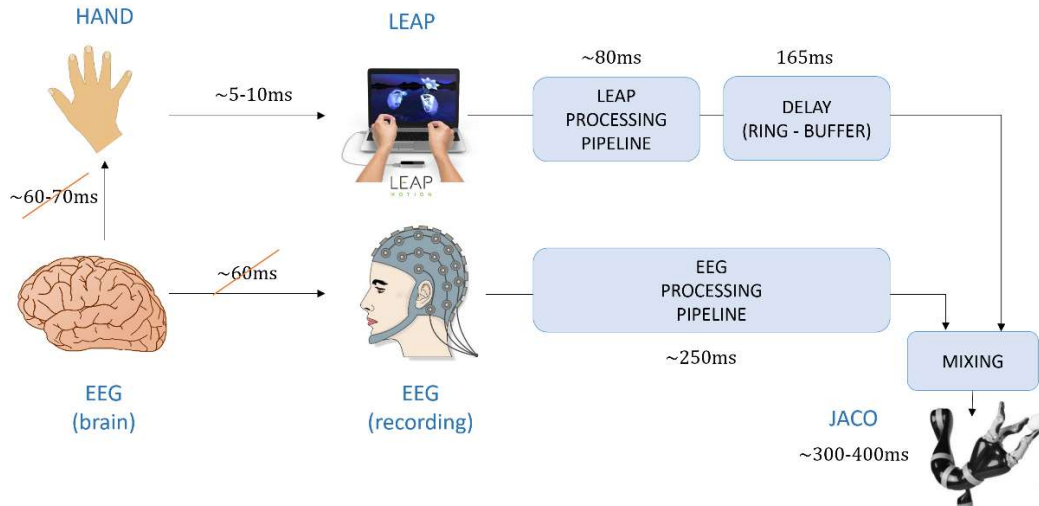 HAND
LEAP
~5-10ms
~80ms
165ms
LEAP
PROCESSING
PIPELINE
DELAY
(RING - BUFFER)
LEAP
MOTION
~60-70ms
~60ms
EEG
PROCESSING
PIPELINE
~250ms
EEG
(brain)
EEG
(recording)
MIXING
JACO
~300-400ms